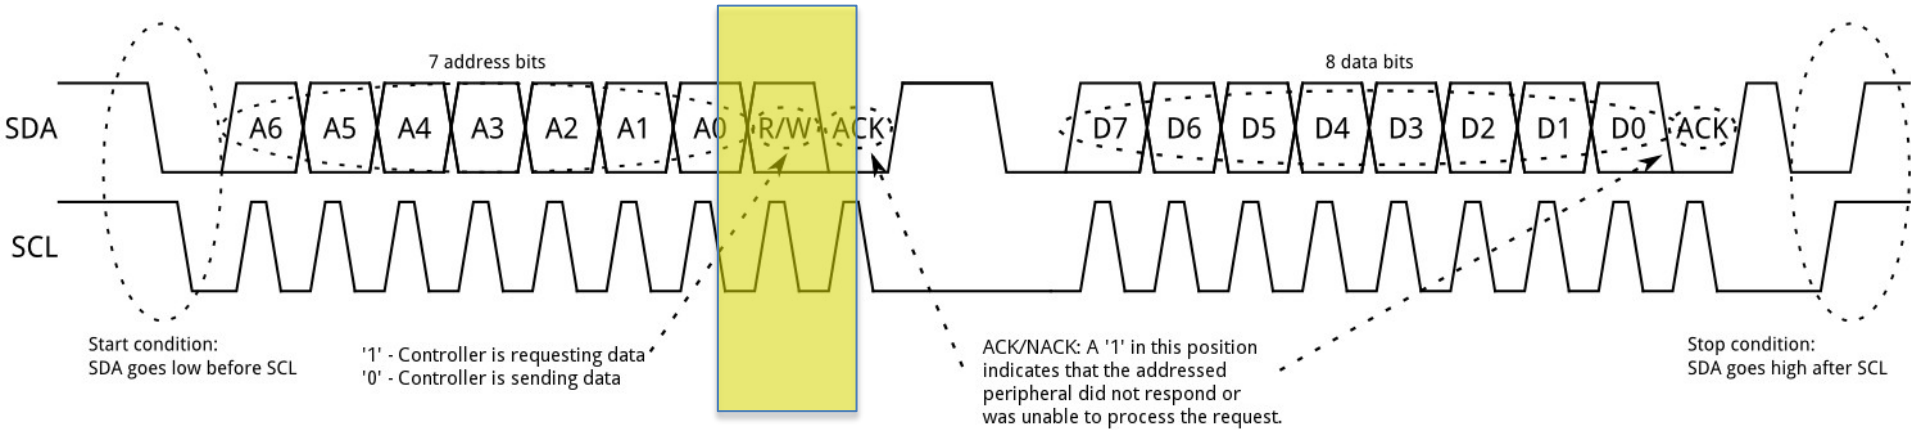 7 address bits
8 data bits
SDA
A6 A5 A4 A3 A2 A1 A0 R/W ACK
D7 D6 D5 D4 D3 D2 D1 D0 ACK
SCL
Start condition:
SDA goes low before SCL
'1' - Controller is requesting data
'0' - Controller is sending data
ACK/NACK: A '1' in this position
indicates that the addressed
peripheral did not respond or
was unable to process the request.
Stop condition:
SDA goes high after SCL